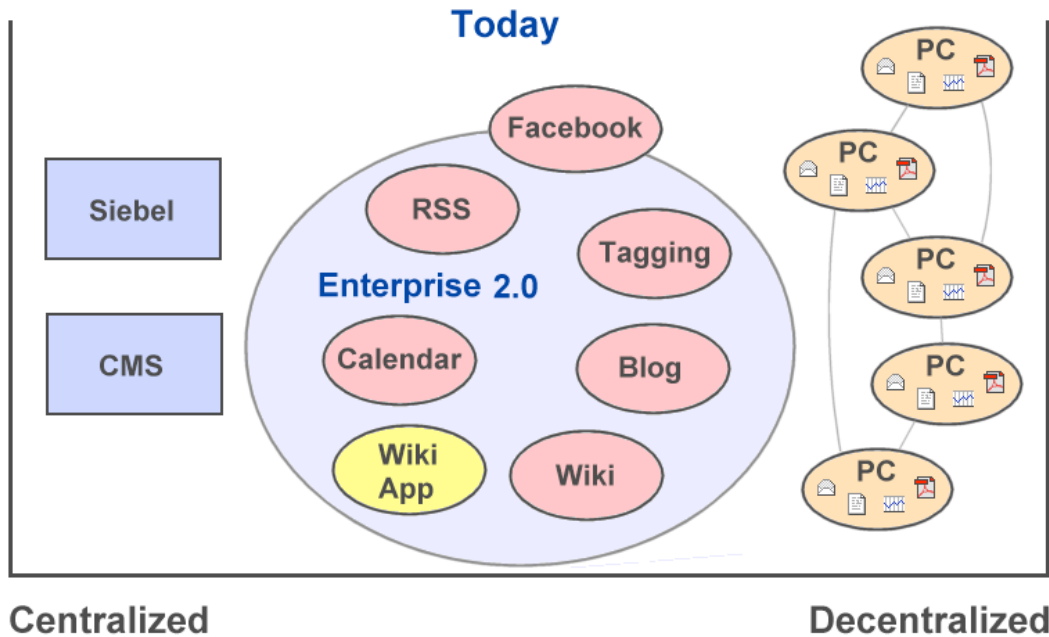 Today
PC
Facebook
PC
Siebel
RSS
Tagging
PC
Enterprise 2.0
CMS
Calendar
Blog
PC
Wiki
App
Wiki
PC
Centralized
Decentralized